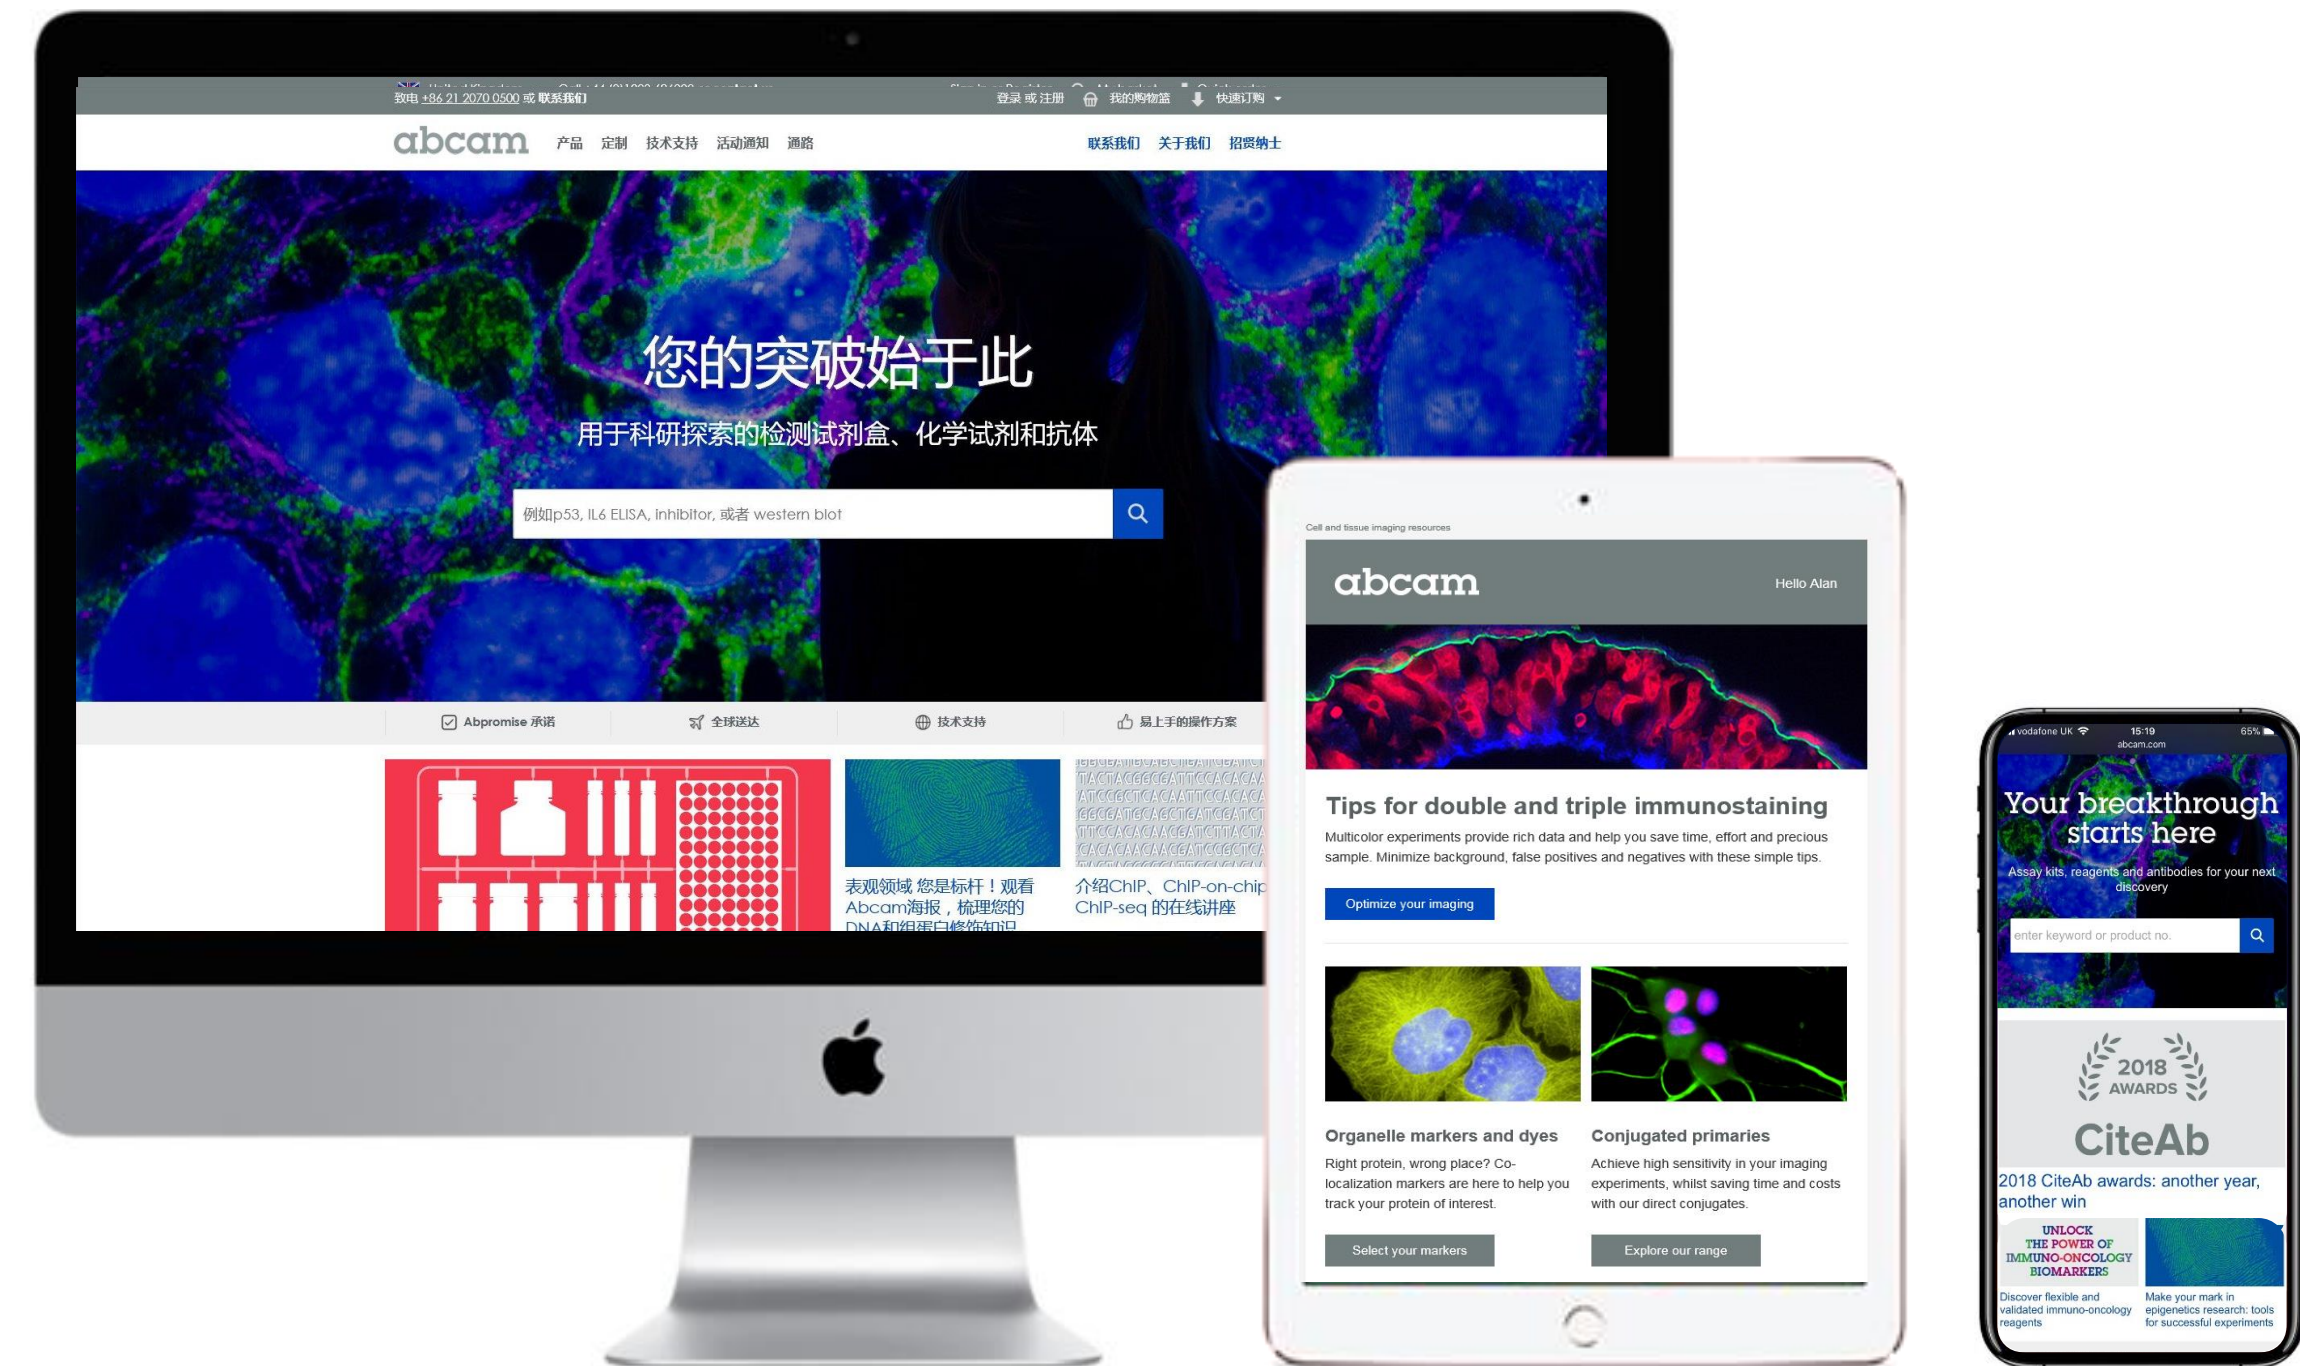 致电 +86 21 2070 0500 或 联系我们
登录 或 注册 我的购物篮 快速订购
abcam 产品 定制 技术支持 活动通知 通路
联系我们 关于我们 招贤纳士
您的突破始于此
用于科研探索的检测试剂盒、化学试剂和抗体
例如p53, IL6 ELISA, inhibitor, 或者 western blot
Abpromise 承诺 全球送达 技术支持 易上手的操作方案
表观领域 您是标杆！观看
Abcam海报，梳理您的
DNA和组蛋白修饰知识
介绍ChIP、ChIP-on-chip
ChIP-seq 的在线讲座
Cell and tissue imaging resources
abcam
Hello Alan
Tips for double and triple immunostaining
Multicolor experiments provide rich data and help you save time, effort and precious
sample. Minimize background, false positives and negatives with these simple tips.
Optimize your imaging
Organelle markers and dyes
Right protein, wrong place? Co-
localization markers are here to help you
track your protein of interest.
Select your markers
Conjugated primaries
Achieve high sensitivity in your imaging
experiments, whilst saving time and costs
with our direct conjugates.
Explore our range
vodafone UK 15:19 65%
abcam.com
Your breakthrough
starts here
Assay kits, reagents and antibodies for your next
discovery
enter keyword or product no.
2018
AWARDS
CiteAb
2018 CiteAb awards: another year,
another win
UNLOCK
THE POWER OF
IMMUNO-ONCOLOGY
BIOMARKERS
Discover flexible and
validated immuno-oncology
reagents
Make your mark in
epigenetics research: tools
for successful experiments